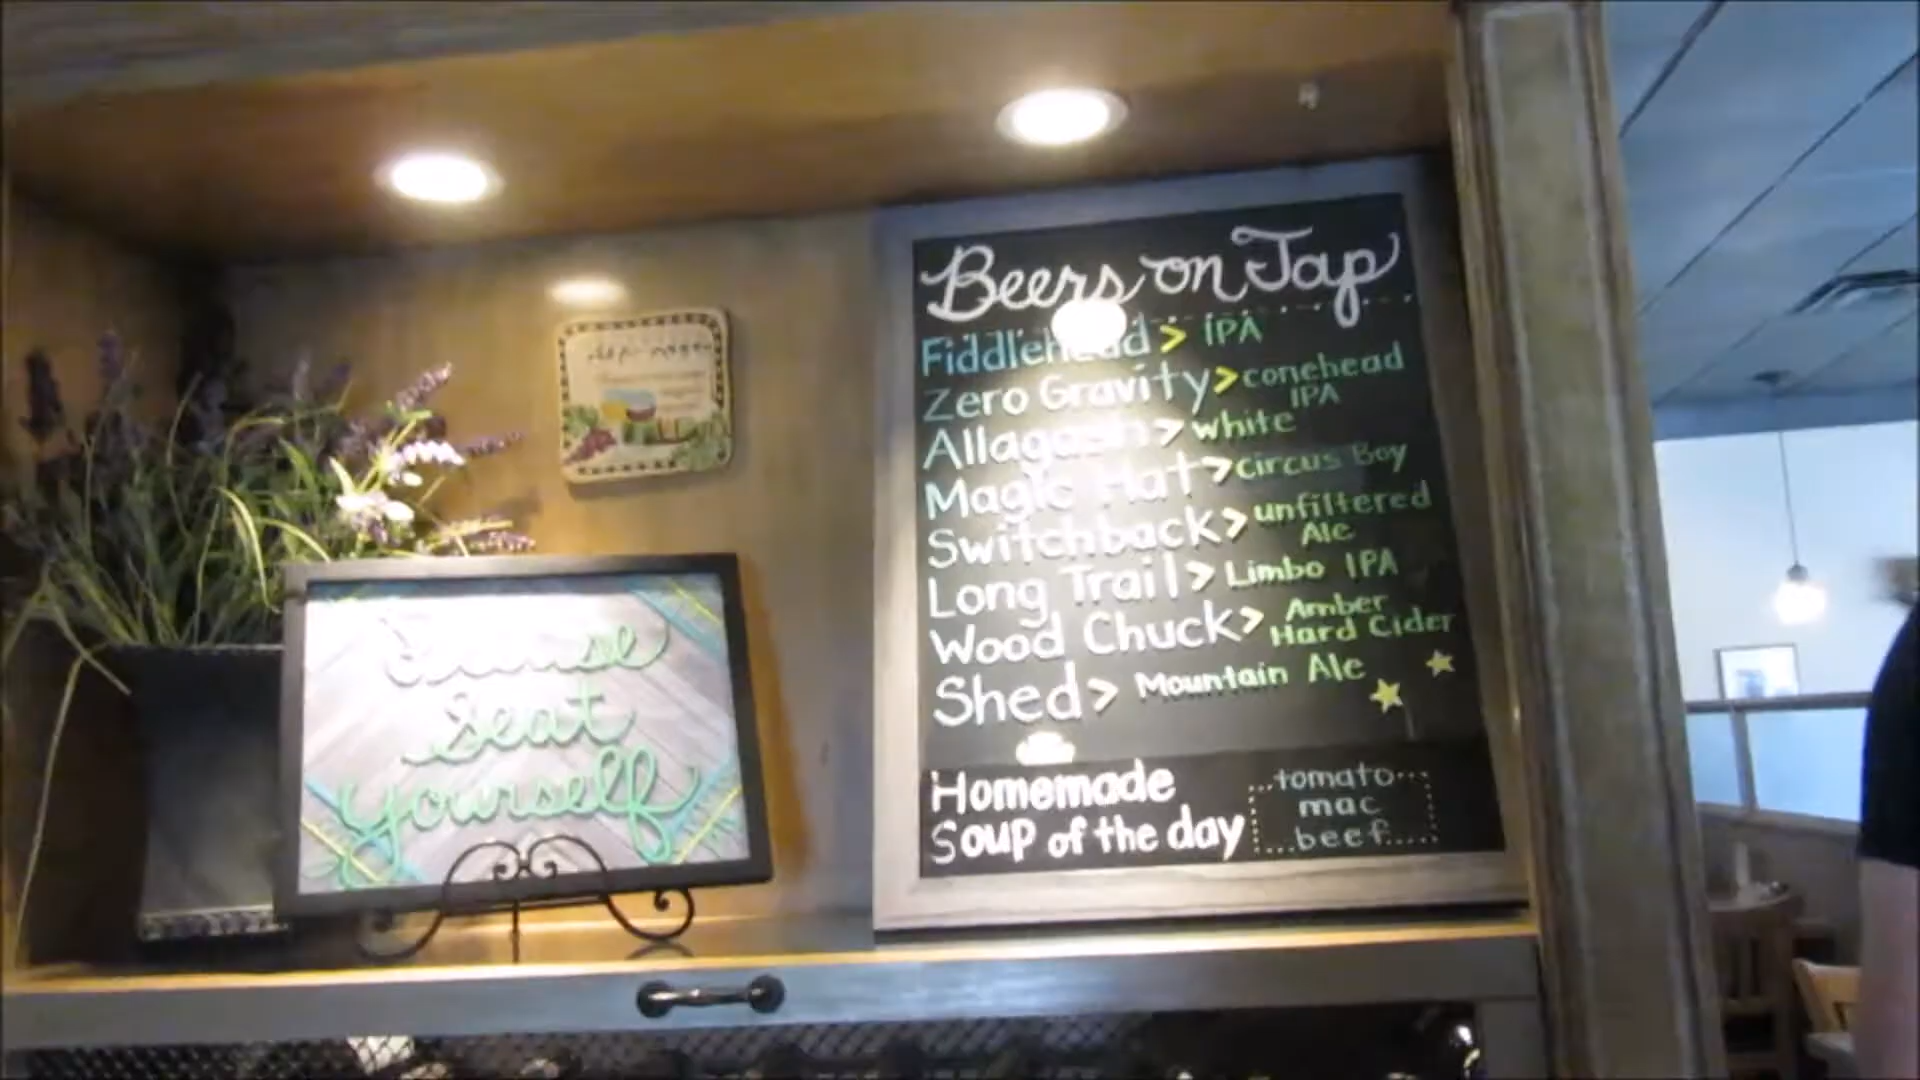 Please
Seat
yourself
Beers on Tap
Fiddlehead > IPA
Zero Gravity > conehead
IPA
Allagash > white
Magic Hat > circus Boy
Switchback > unfiltered
Ale
Long Trail > Limbo IPA
Wood Chuck > Amber
Hard Cider
Shed > Mountain Ale
Homemade
Soup of the day
tomato
mac
beef